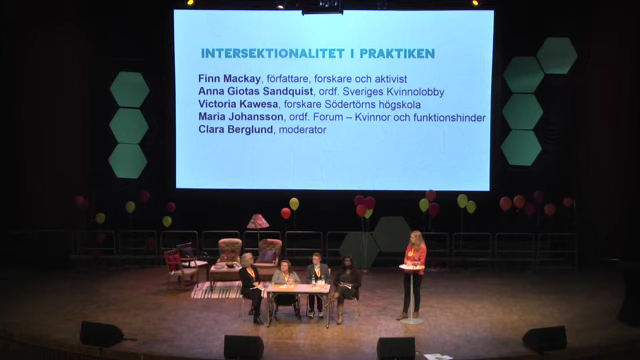 INTERSEKTIONALITET I PRAKTIKEN
Finn Mackay, författare, forskare och aktivist
Anna Giotas Sandquist, ordf. Sveriges Kvinnolobby
Victoria Kawesa, forskare Södertörns högskola
Maria Johansson, ordf. Forum – Kvinnor och funktionshinder
Clara Berglund, moderator